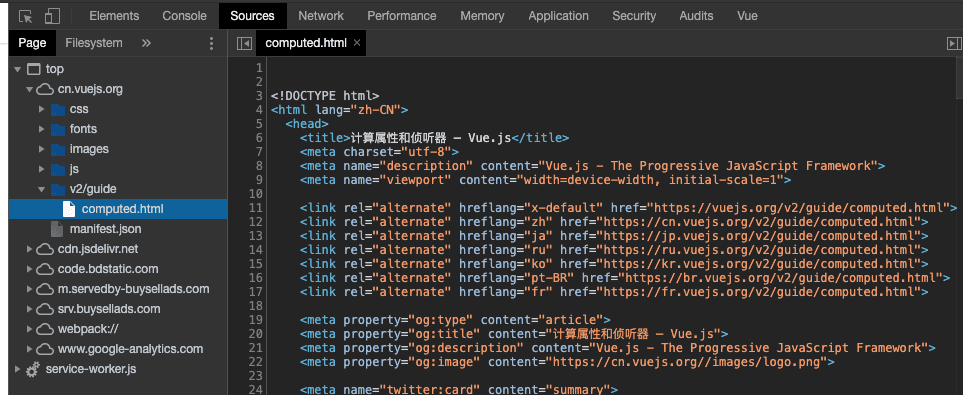 Elements Console Sources Network Performance Memory Application Security Audits Vue
Page Filesystem » computed.html ×
top
cn.vuejs.org
css
fonts
images
js
v2/guide
computed.html
manifest.json
cdn.jsdelivr.net
code.bdstatic.com
m.servedby-buysellads.com
srv.buysellads.com
webpack://
www.google-analytics.com
service-worker.js
1
2
3 <!DOCTYPE html>
4 <html lang="zh-CN">
5 <head>
6 <title>计算属性和侦听器 — Vue.js</title>
7 <meta charset="utf-8">
8 <meta name="description" content="Vue.js - The Progressive JavaScript Framework">
9 <meta name="viewport" content="width=device-width, initial-scale=1">
10
11 <link rel="alternate" hreflang="x-default" href="https://vuejs.org/v2/guide/computed.html">
12 <link rel="alternate" hreflang="zh" href="https://cn.vuejs.org/v2/guide/computed.html">
13 <link rel="alternate" hreflang="ja" href="https://jp.vuejs.org/v2/guide/computed.html">
14 <link rel="alternate" hreflang="ru" href="https://ru.vuejs.org/v2/guide/computed.html">
15 <link rel="alternate" hreflang="ko" href="https://kr.vuejs.org/v2/guide/computed.html">
16 <link rel="alternate" hreflang="pt-BR" href="https://br.vuejs.org/v2/guide/computed.html">
17 <link rel="alternate" hreflang="fr" href="https://fr.vuejs.org/v2/guide/computed.html">
18
19 <meta property="og:type" content="article">
20 <meta property="og:title" content="计算属性和侦听器 — Vue.js">
21 <meta property="og:description" content="Vue.js - The Progressive JavaScript Framework">
22 <meta property="og:image" content="https://cn.vuejs.org//images/logo.png">
23
24 <meta name="twitter:card" content="summary">